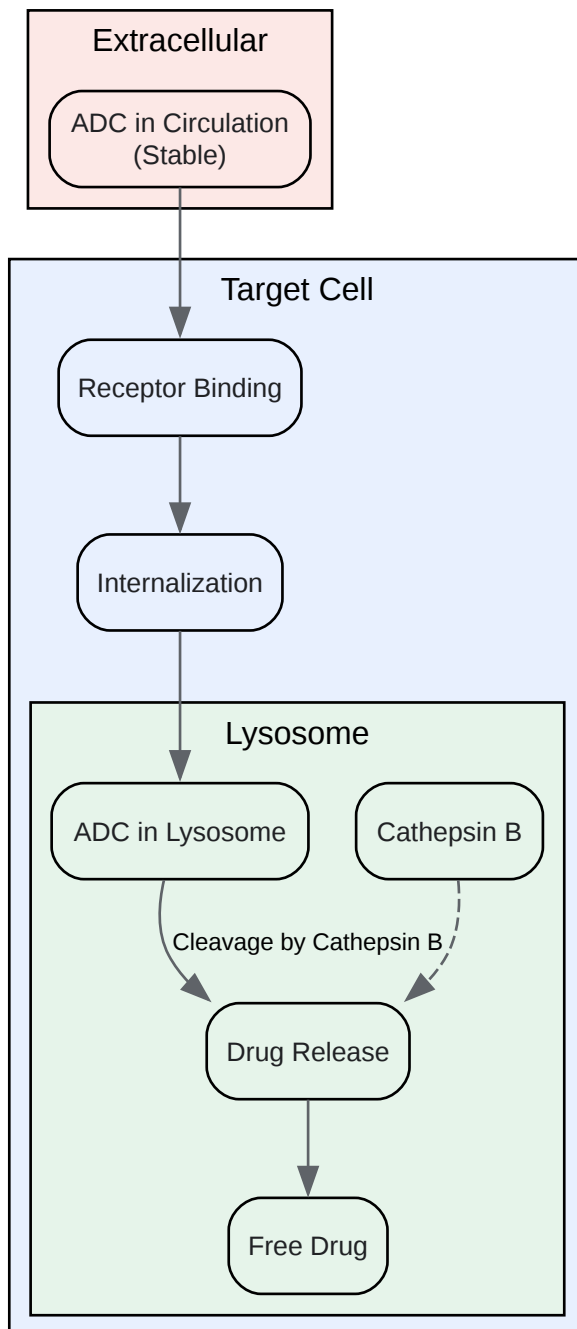 Extracellular
ADC in Circulation
(Stable)
Target Cell
Receptor Binding
Internalization
Lysosome
ADC in Lysosome
Cathepsin B
Cleavage by Cathepsin B
Drug Release
Free Drug